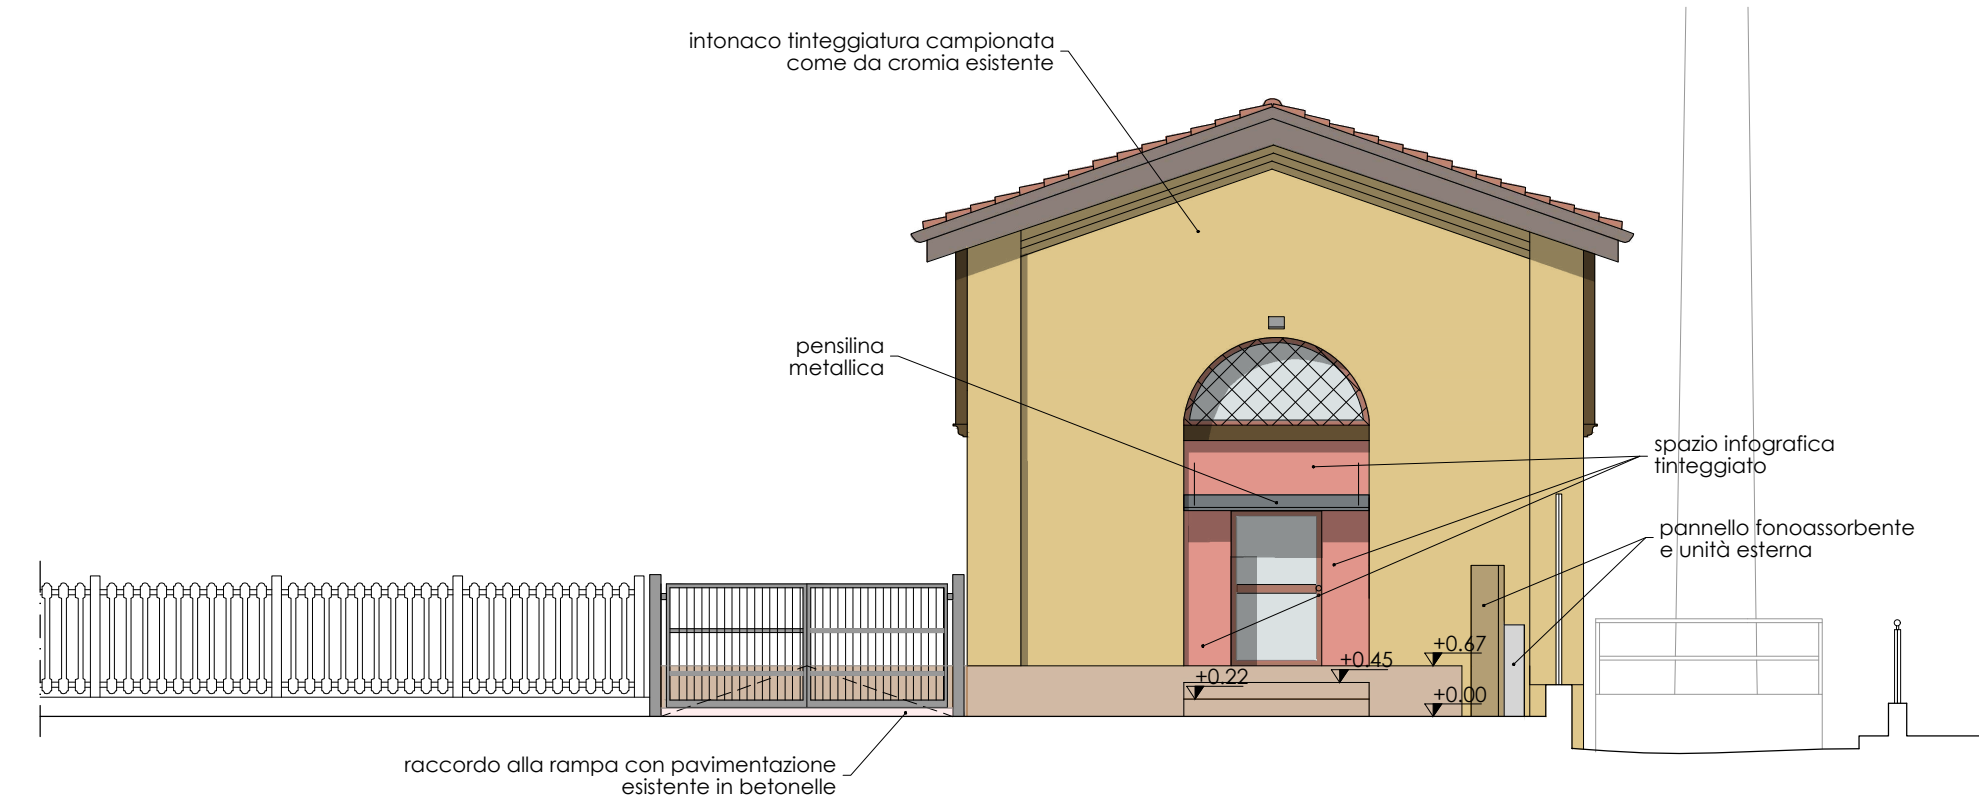 intonaco tinteggiatura campionata
come da cromia esistente
pensilina
metallica
spazio infografica
tinteggiato
pannello fonoassorbente
e unità esterna
+0.67
+0.45
+0.22
+0.00
raccordo alla rampa con pavimentazione
esistente in betonelle